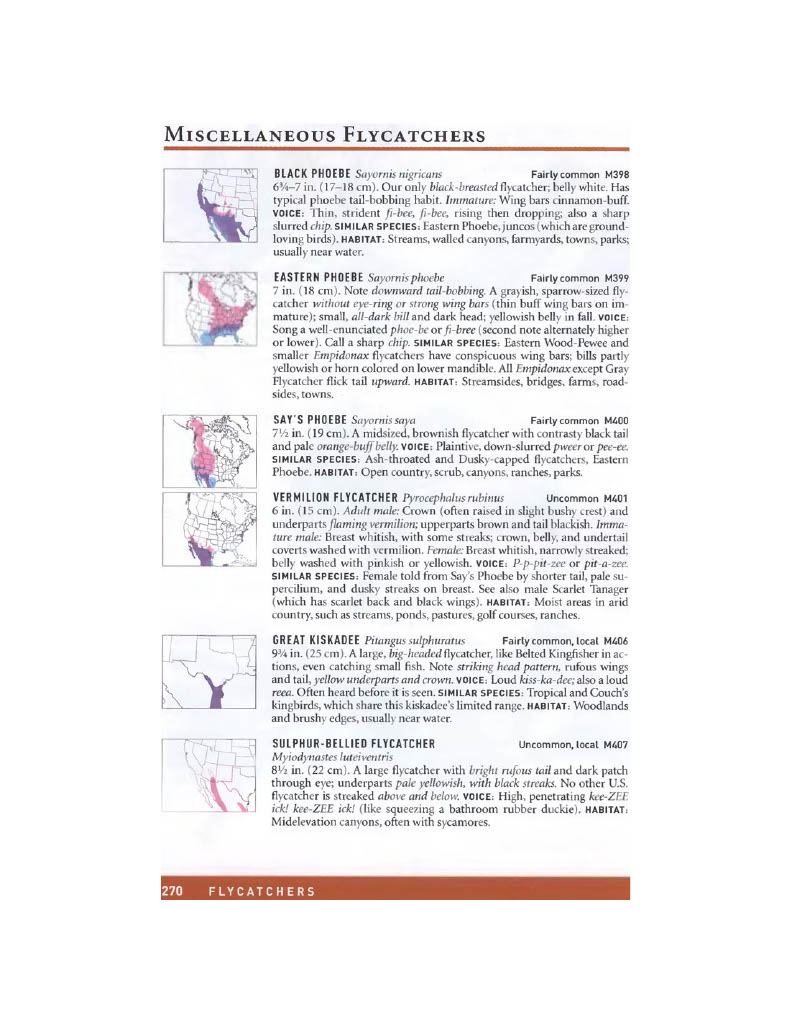 MISCELLANEOUS FLYCATCHERS
BLACK PHOEBE Sayornis nigricans Fairly common M398
6¾–7 in. (17–18 cm). Our only black-breasted flycatcher; belly white. Has
typical phoebe tail-bobbing habit. Immature: Wing bars cinnamon-buff.
VOICE: Thin, strident fi-bee, fi-bee, rising then dropping; also a sharp
slurred chip. SIMILAR SPECIES: Eastern Phoebe, juncos (which are ground-
loving birds). HABITAT: Streams, walled canyons, farmyards, towns, parks;
usually near water.
EASTERN PHOEBE Sayornis phoebe Fairly common M399
7 in. (18 cm). Note downward tail-bobbing. A grayish, sparrow-sized fly-
catcher without eye-ring or strong wing bars (thin buff wing bars on im-
mature); small, all-dark bill and dark head; yellowish belly in fall. VOICE:
Song a well-enunciated phoe-be or fi-bree (second note alternately higher
or lower). Call a sharp chip. SIMILAR SPECIES: Eastern Wood-Pewee and
smaller Empidonax flycatchers have conspicuous wing bars; bills partly
yellowish or horn colored on lower mandible. All Empidonax except Gray
Flycatcher flick tail upward. HABITAT: Streamsides, bridges, farms, road-
sides, towns.
SAY'S PHOEBE Sayornis saya Fairly common M400
7½ in. (19 cm). A midsized, brownish flycatcher with contrasty black tail
and pale orange-buff belly. VOICE: Plaintive, down-slurred pweer or pee-ee.
SIMILAR SPECIES: Ash-throated and Dusky-capped flycatchers, Eastern
Phoebe. HABITAT: Open country, scrub, canyons, ranches, parks.
VERMILION FLYCATCHER Pyrocephalus rubinus Uncommon M401
6 in. (15 cm). Adult male: Crown (often raised in slight bushy crest) and
underparts flaming vermilion; upperparts brown and tail blackish. Imma-
ture male: Breast whitish, with some streaks; crown, belly, and undertail
coverts washed with vermilion. Female: Breast whitish, narrowly streaked;
belly washed with pinkish or yellowish. VOICE: P-p-pit-zee or pit-a-zee.
SIMILAR SPECIES: Female told from Say's Phoebe by shorter tail, pale su-
percilium, and dusky streaks on breast. See also male Scarlet Tanager
(which has scarlet back and black wings). HABITAT: Moist areas in arid
country, such as streams, ponds, pastures, golf courses, ranches.
GREAT KISKADEE Pitangus sulphuratus Fairly common, local M406
9¾ in. (25 cm). A large, big-headed flycatcher, like Belted Kingfisher in ac-
tions, even catching small fish. Note striking head pattern, rufous wings
and tail, yellow underparts and crown. VOICE: Loud kiss-ka-dee; also a loud
reea. Often heard before it is seen. SIMILAR SPECIES: Tropical and Couch's
kingbirds, which share this kiskadee's limited range. HABITAT: Woodlands
and brushy edges, usually near water.
SULPHUR-BELLIED FLYCATCHER Uncommon, local M407
Myiodynastes luteiventris
8½ in. (22 cm). A large flycatcher with bright rufous tail and dark patch
through eye; underparts pale yellowish, with black streaks. No other U.S.
flycatcher is streaked above and below. VOICE: High, penetrating kee-ZEE
ick! kee-ZEE ick! (like squeezing a bathroom rubber duckie). HABITAT:
Midelevation canyons, often with sycamores.
270 FLYCATCHERS